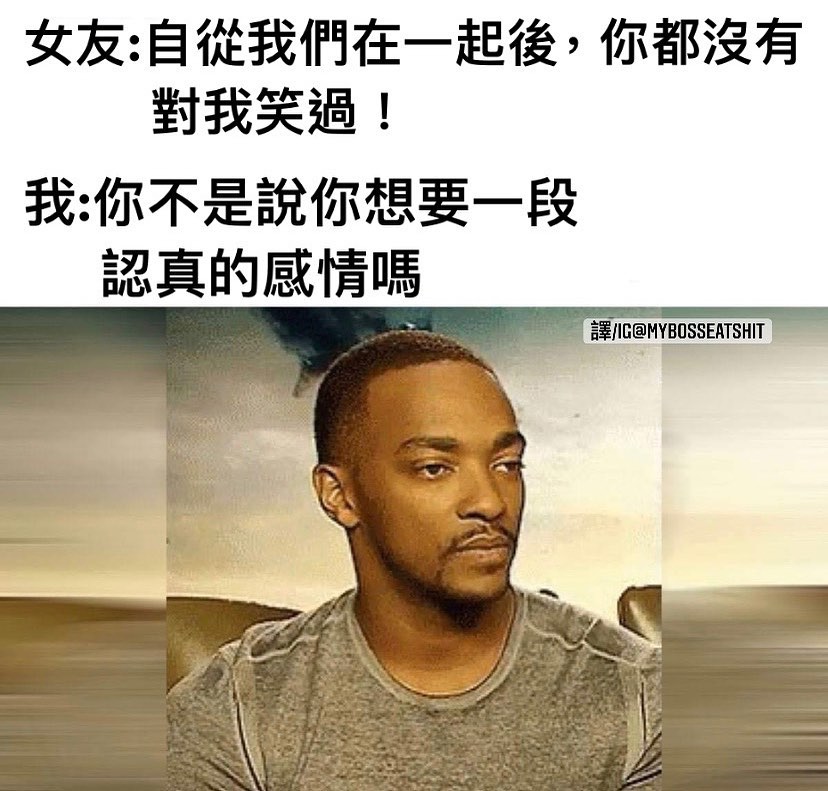 女友:自從我們在一起後，你都沒有
對我笑過！
我:你不是說你想要一段
認真的感情嗎
譯/IG@MYBOSSEATSHIT